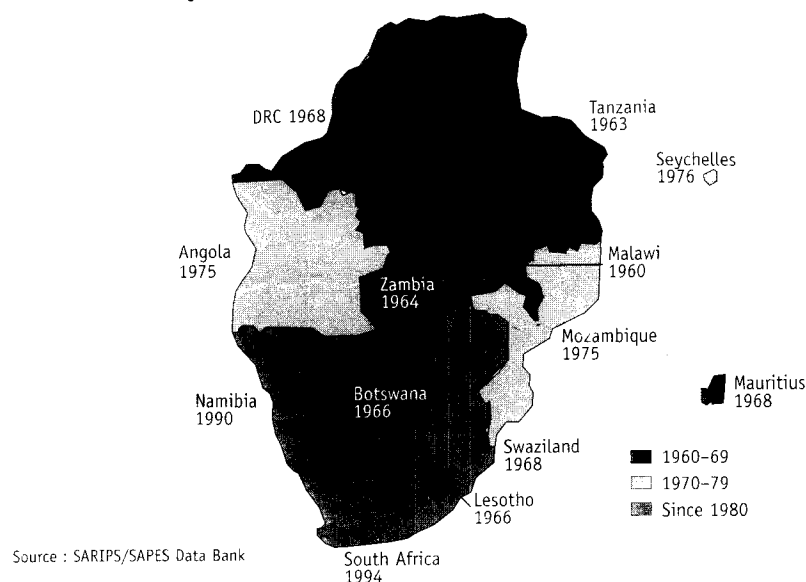 DRC 1968
Tanzania
1963
Seychelles
1976
Angola
1975
Malawi
1960
Zambia
1964
Mozambique
1975
Namibia
1990
Botswana
1966
Mauritius
1968
Swaziland
1968
1960-69
1970-79
Lesotho
1966
Since 1980
Source : SARIPS/SAPES Data Bank
South Africa
1994